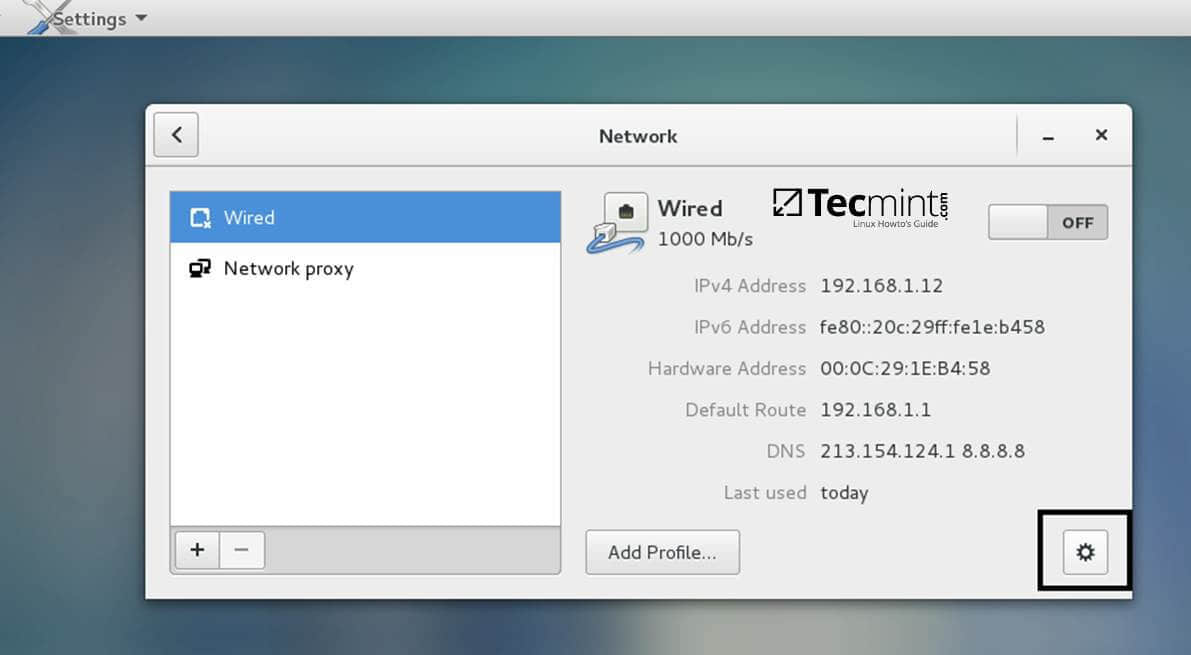 Settings
Network
Wired
Network proxy
Wired
1000 Mb/s
Tecmint.com
Linux Howto's Guide
OFF
IPv4 Address 192.168.1.12
IPv6 Address fe80::20c:29ff:fe1e:b458
Hardware Address 00:0C:29:1E:B4:58
Default Route 192.168.1.1
DNS 213.154.124.1 8.8.8.8
Last used today
+ −
Add Profile...